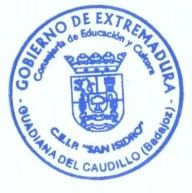 GOBIERNO DE EXTREMADURA
Consejería de Educación y Cultura
C.E.I.P. "SAN ISIDRO"
- GUADIANA DEL CAUDILLO (Badajoz) -